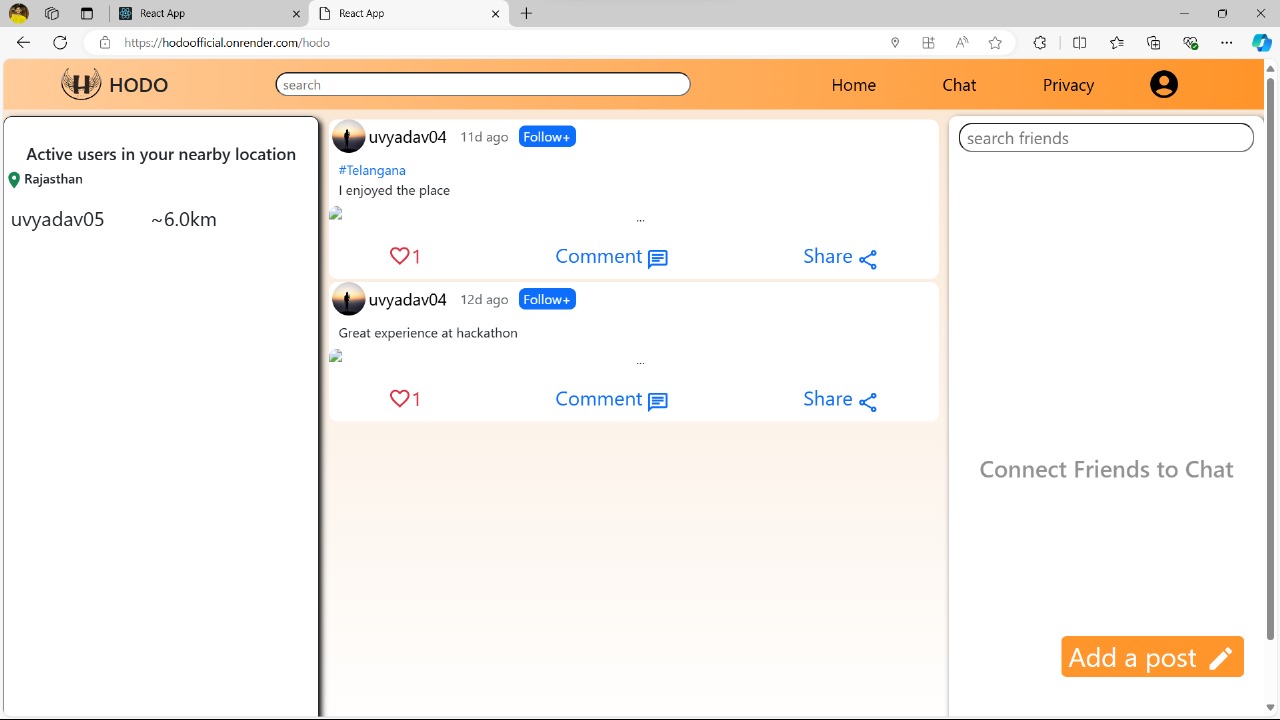 React App
React App
https://hodoofficial.onrender.com/hodo
HODO
search
Home
Chat
Privacy
Active users in your nearby location
Rajasthan
uvyadav05 ~6.0km
uvyadav04 11d ago Follow+
#Telangana
I enjoyed the place
...
1
Comment
Share
uvyadav04 12d ago Follow+
Great experience at hackathon
...
1
Comment
Share
search friends
Connect Friends to Chat
Add a post